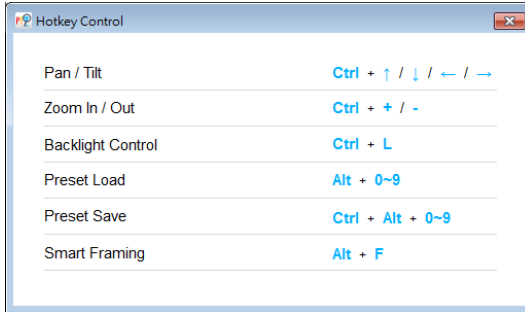 Hotkey Control
Pan / Tilt Ctrl + ↑ / ↓ / ← / →
Zoom In / Out Ctrl + + / -
Backlight Control Ctrl + L
Preset Load Alt + 0~9
Preset Save Ctrl + Alt + 0~9
Smart Framing Alt + F